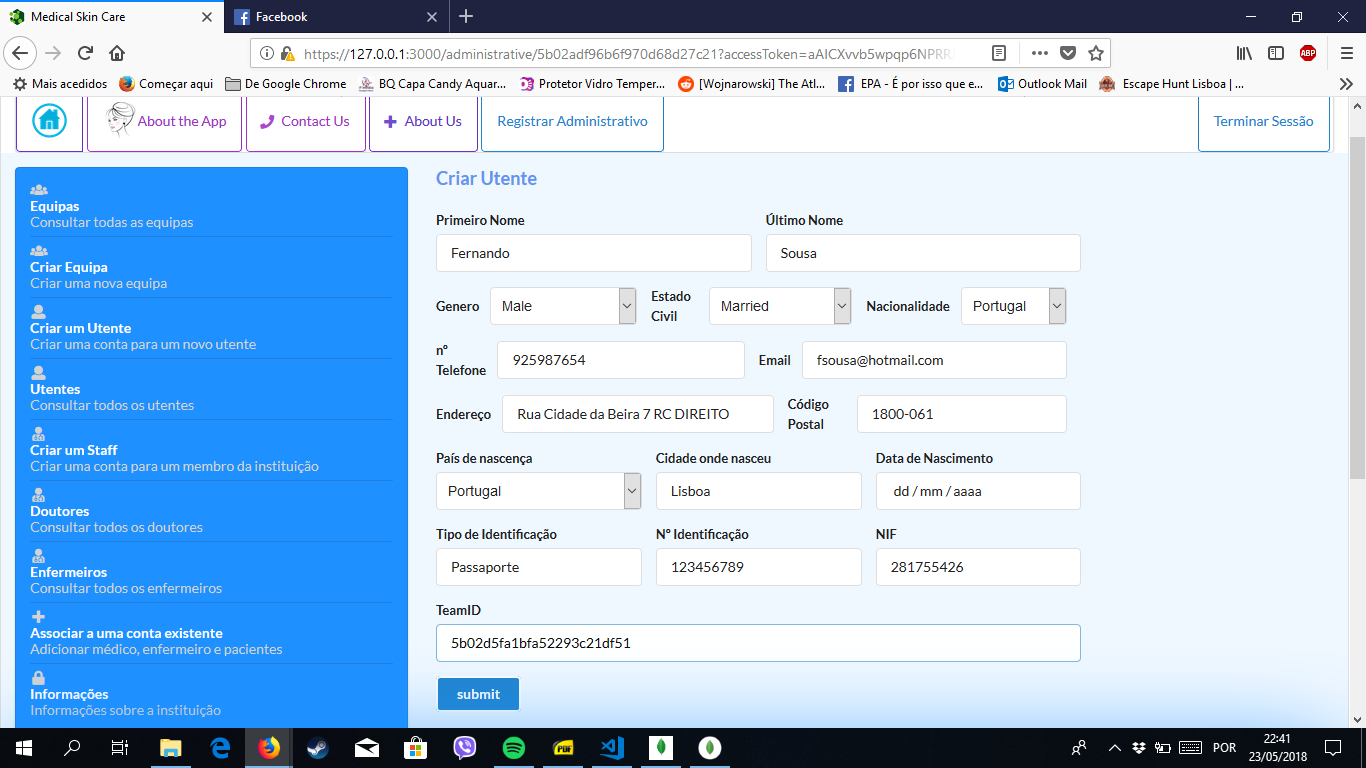 Medical Skin Care
Facebook
https://127.0.0.1:3000/administrative/5b02adf96b6f970d68d27c21?accessToken=aAICXvvb5wpqp6NPRR
Mais acedidos
Começar aqui
De Google Chrome
BQ Capa Candy Aquar...
Protetor Vidro Temper...
[Wojnarowski] The Atl...
EPA - É por isso que e...
Outlook Mail
Escape Hunt Lisboa | ...
ABP
About the App
Contact Us
About Us
Registrar Administrativo
Terminar Sessão
Equipas
Consultar todas as equipas
Criar Equipa
Criar uma nova equipa
Criar um Utente
Criar uma conta para um novo utente
Utentes
Consultar todos os utentes
Criar um Staff
Criar uma conta para um membro da instituição
Doutores
Consultar todos os doutores
Enfermeiros
Consultar todos os enfermeiros
Associar a uma conta existente
Adicionar médico, enfermeiro e pacientes
Informações
Informações sobre a instituição
Criar Utente
Primeiro Nome
Último Nome
Fernando
Sousa
Genero
Male
Estado
Civil
Married
Nacionalidade
Portugal
nº
Telefone
925987654
Email
fsousa@hotmail.com
Endereço
Rua Cidade da Beira 7 RC DIREITO
Código
Postal
1800-061
País de nascença
Cidade onde nasceu
Data de Nascimento
Portugal
Lisboa
dd / mm / aaaa
Tipo de Identificação
Nº Identificação
NIF
Passaporte
123456789
281755426
TeamID
5b02d5fa1bfa52293c21df51
submit
PDF
POR
22:41
23/05/2018